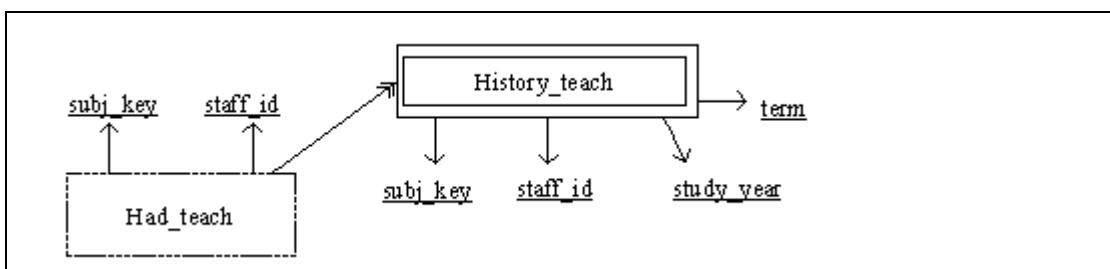 History_teach
subj_key staff_id
term
subj_key staff_id study_year
Had_teach